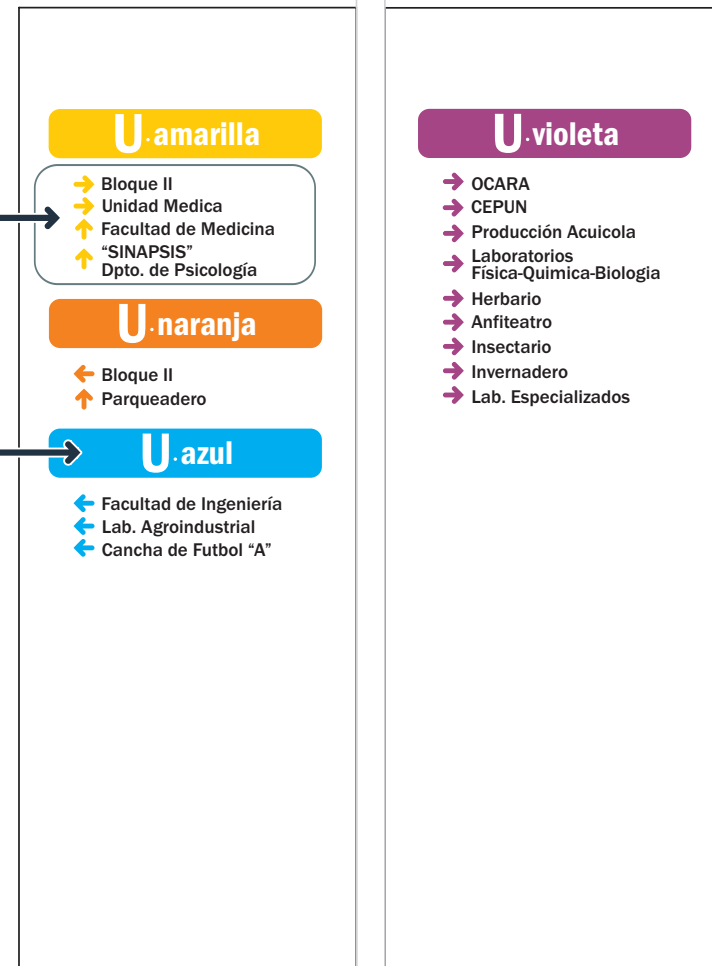 U.amarilla
Bloque II
Unidad Medica
Facultad de Medicina
“SINAPSIS”
Dpto. de Psicología
U.naranja
Bloque II
Parqueadero
U.azul
Facultad de Ingeniería
Lab. Agroindustrial
Cancha de Futbol “A”
U.violeta
OCARA
CEPUN
Producción Acuicola
Laboratorios
Física-Quimica-Biologia
Herbario
Anfiteatro
Insectario
Invernadero
Lab. Especializados